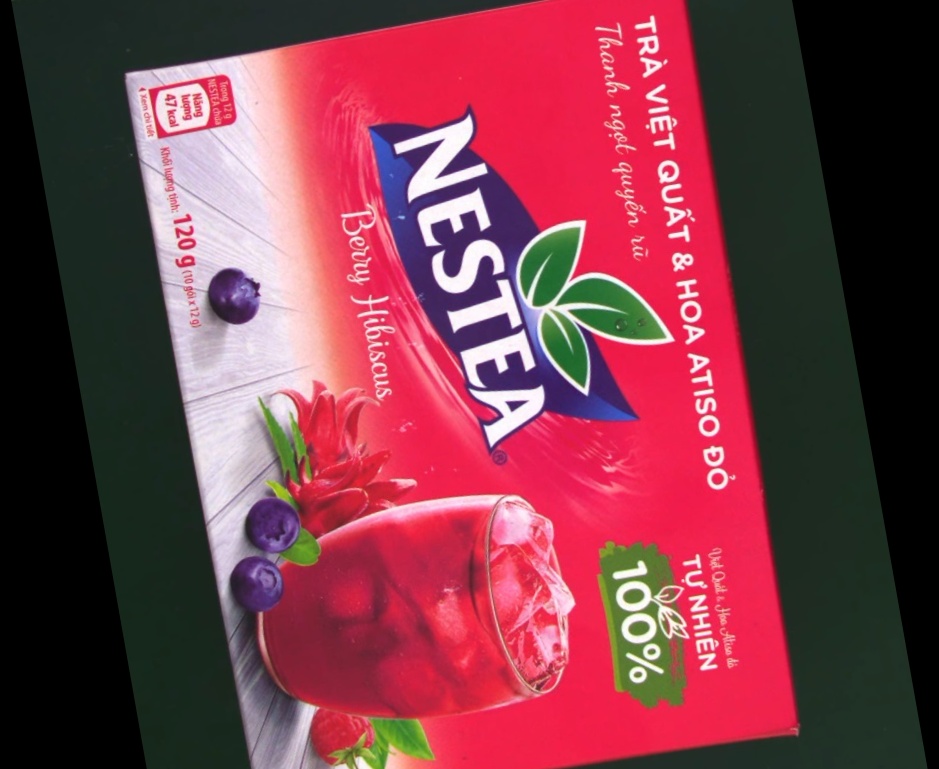 TRÀ VIỆT QUẤT & HOA ATISO ĐỎ
Thanh ngọt quyến rũ
NESTEA®
Berry Hibiscus
Việt Quất & Hoa Atiso đỏ
TỰ NHIÊN
100%
Trong 12 g
NESTEA chứa
Năng
lượng
47 kcal
Xem chi tiết
Khối lượng tịnh: 120 g (10 gói x 12 g)